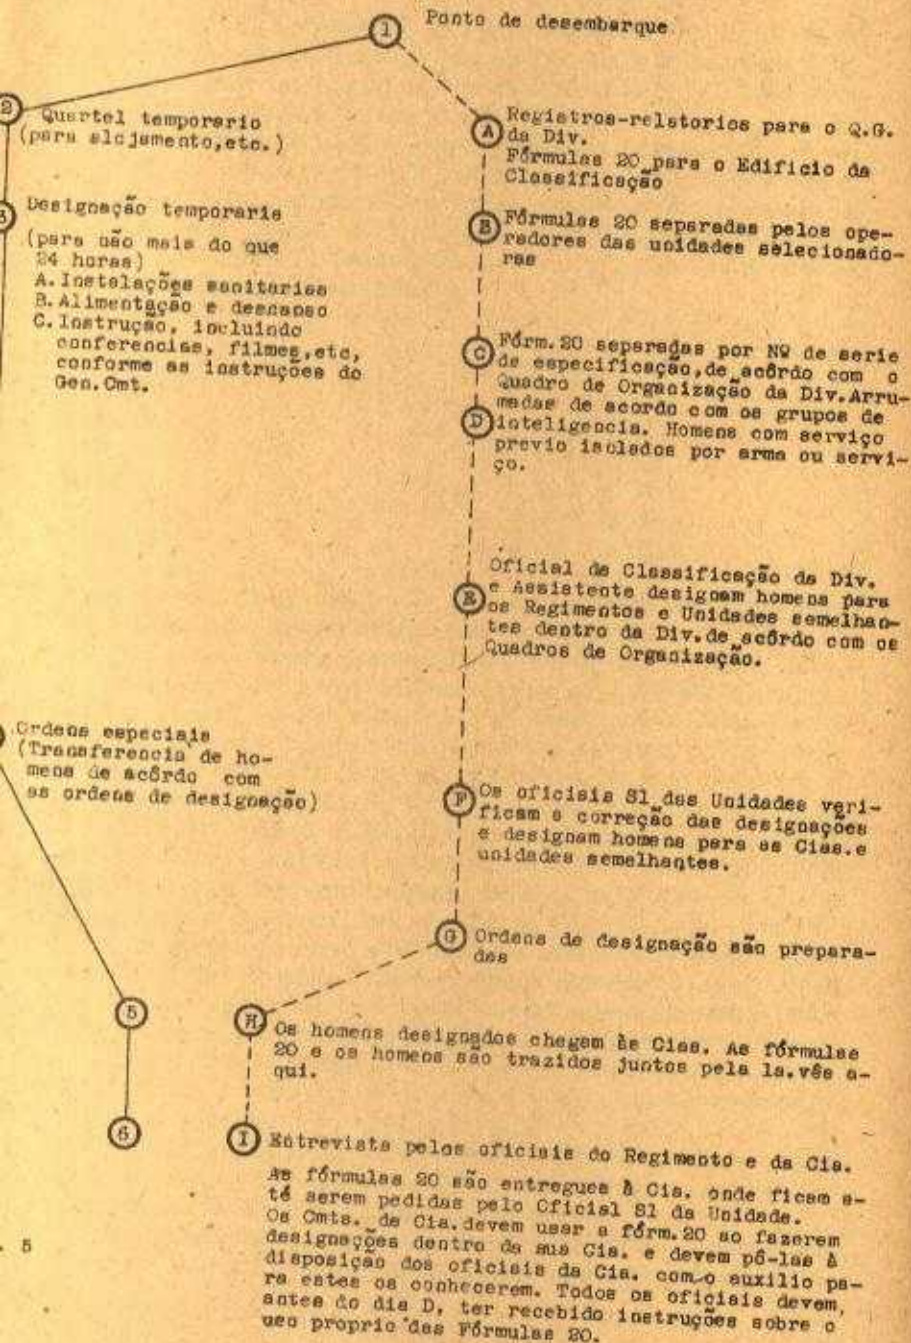 1
Ponto de desembarque
2
Quartel temporario
(para alojamento,etc.)
3
Designação temporaria
(para não mais do que
24 horas)
A.Instalações sanitarias
B.Alimentação e descanso
C.Instrução, incluindo
conferencias, filmes,etc,
conforme as instruções do
Gen.Cmt.
Ordens especiais
(Transferencia de ho-
mens de acôrdo com
as ordens de designação)
5
6
A
Registros-relatorios para o Q.G.
da Div.
Fórmulas 20 para o Edificio da
Classificação
B
Fórmulas 20 separadas pelos ope-
radores das unidades selecionado-
ras
C
Fórm.20 separadas por Nº de serie
de especificação,de acôrdo com o
Quadro de Organização da Div.Arru-
madas de acordo com os grupos de
D
inteligencia. Homens com serviço
previo isolados por arma ou servi-
ço.
E
Oficial de Classificação da Div.
e Assistente designam homens para
os Regimentos e Unidades semelhan-
tes dentro da Div.de acôrdo com os
Quadros de Organização.
F
Os oficiais S1 das Unidades veri-
ficam a correção das designações
e designam homens para as Cias.e
unidades semelhantes.
G
Ordens de designação são prepara-
das
H
Os homens designados chegam às Cias. As fórmulas
20 e os homens são trazidos juntos pela 1a.vês a-
qui.
I
Entrevista pelos oficiais do Regimento e da Cia.
As fórmulas 20 são entregues à Cia. onde ficam a-
té serem pedidas pelo Oficial S1 da Unidade.
Os Cmts. de Cia.devem usar a fórm.20 ao fazerem
designações dentro da sua Cia. e devem pô-las à
disposição dos oficiais da Cia. com o auxilio pa-
ra estes os conhecerem. Todos os oficiais devem,
antes do dia D, ter recebido instruções sobre o
uso proprio das Fórmulas 20.
. 5